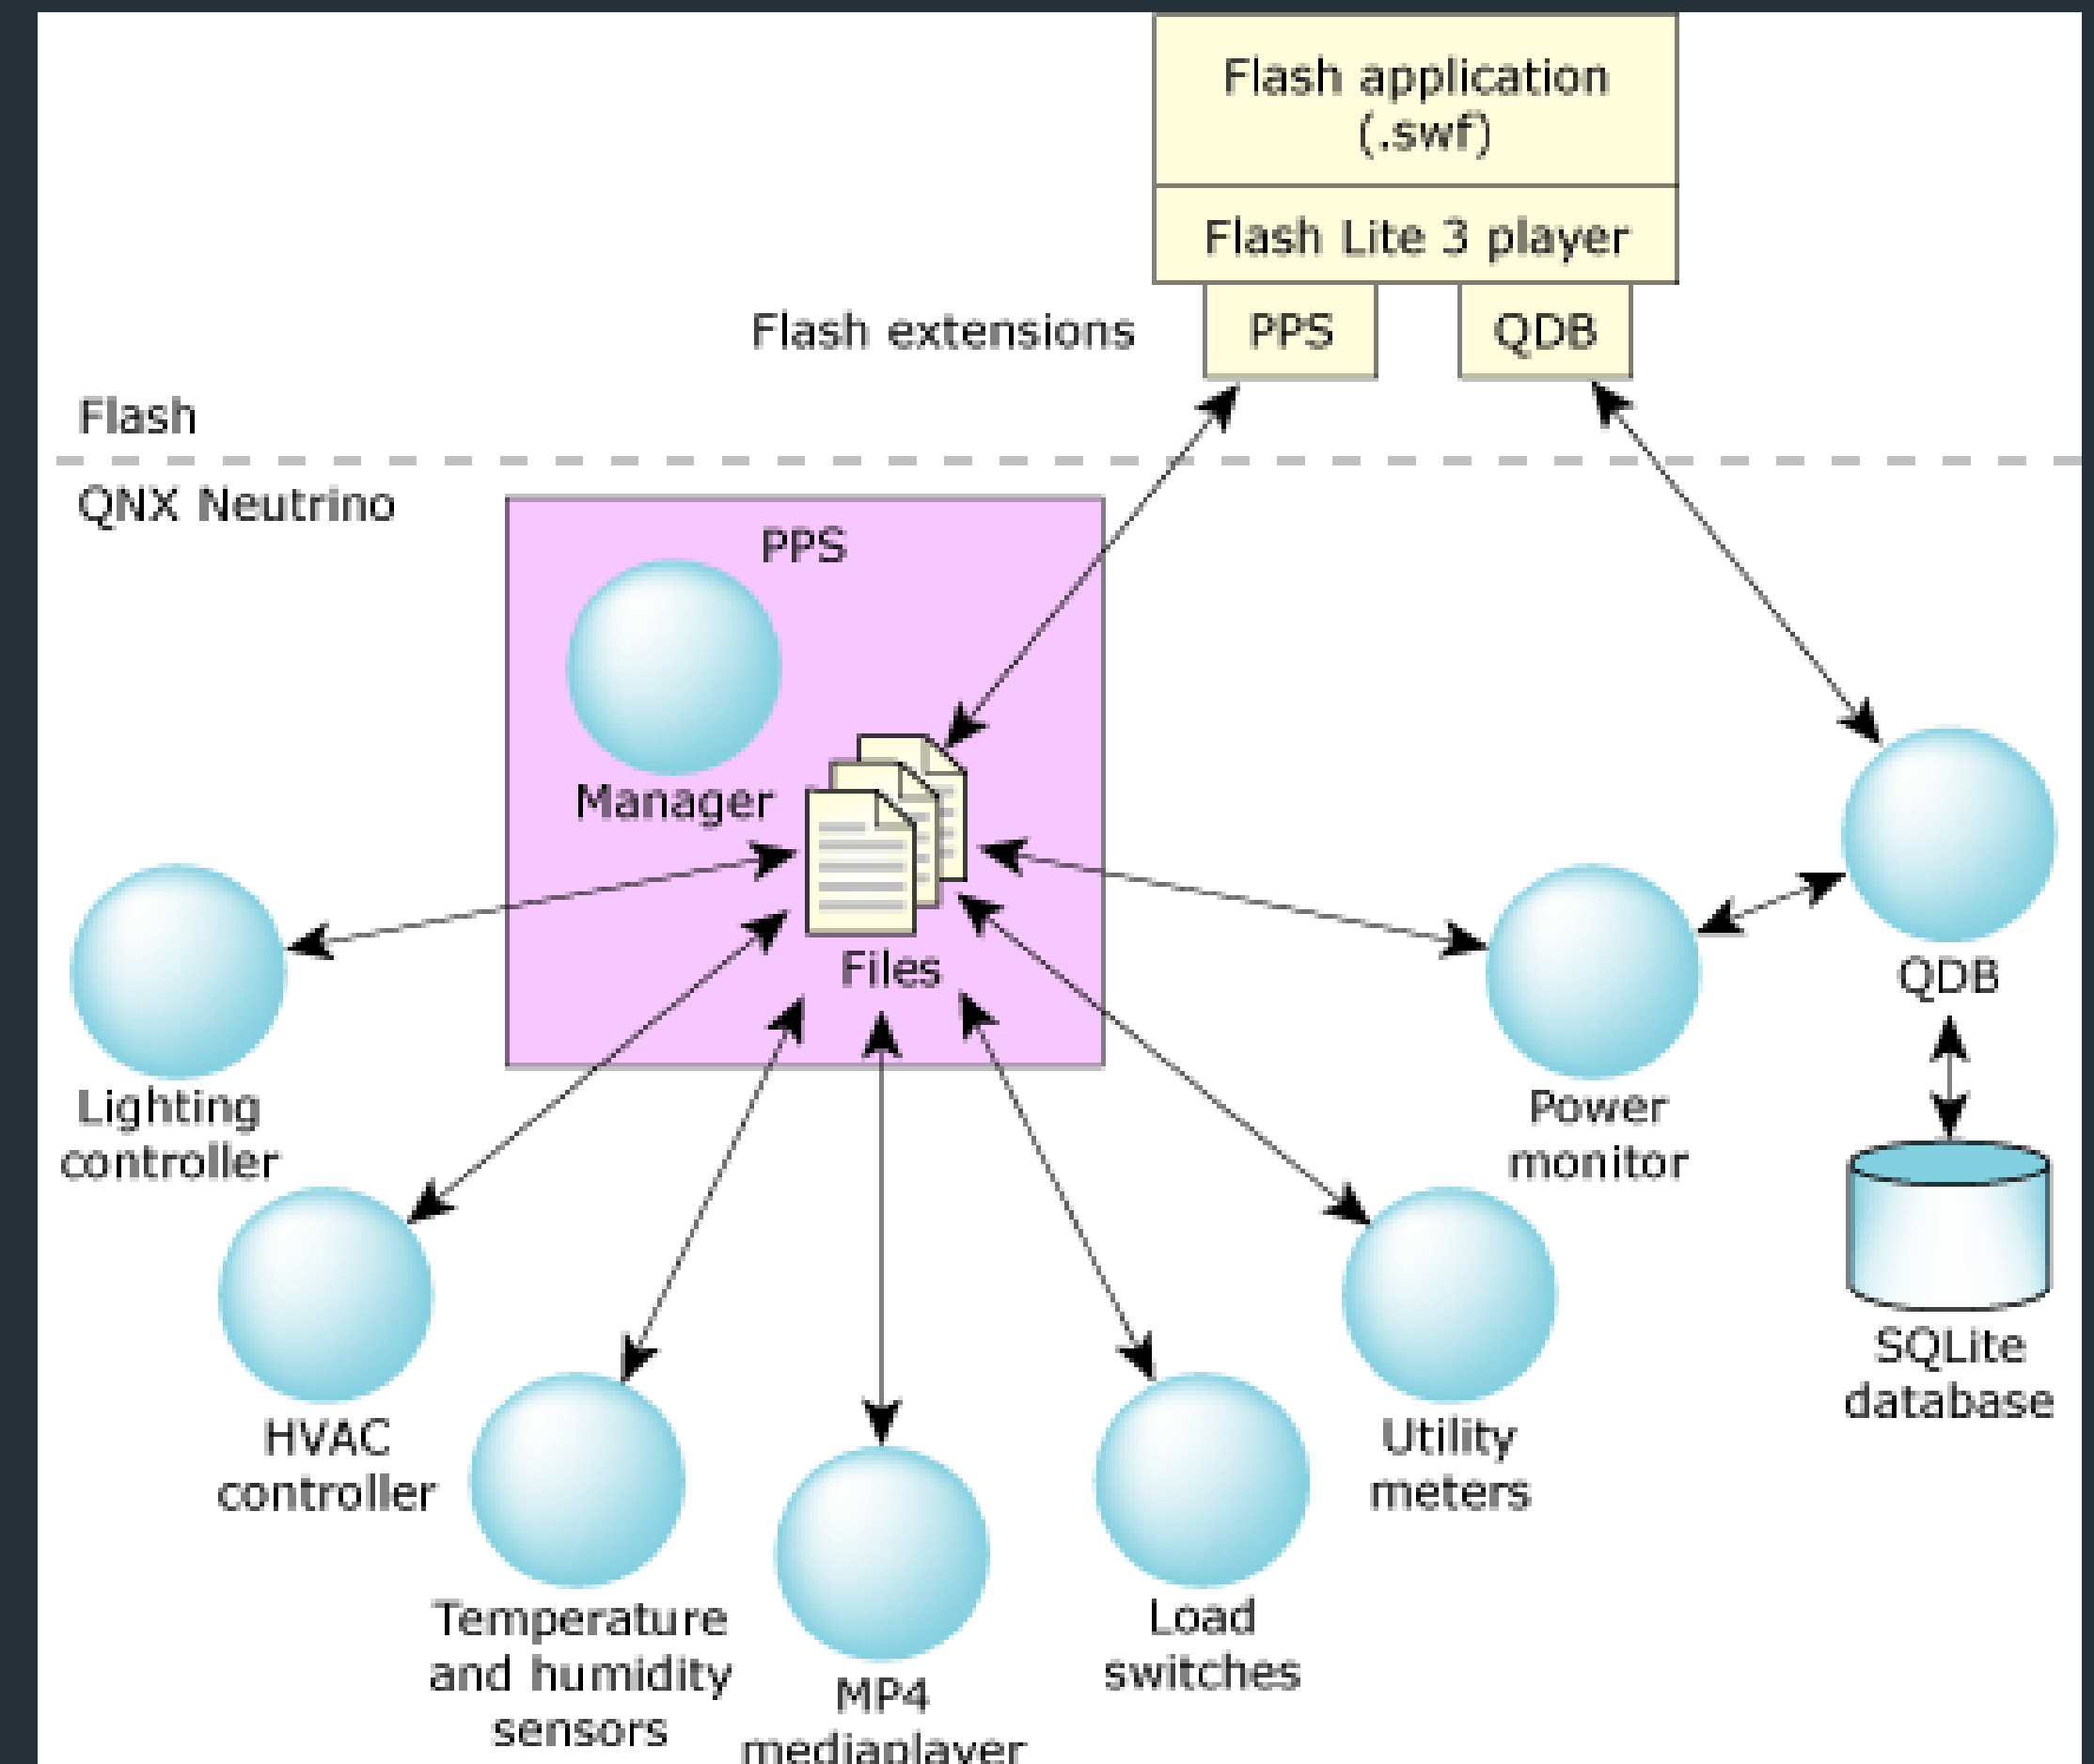 Flash application
(.swf)
Flash Lite 3 player
Flash extensions
PPS
QDB
Flash
QNX Neutrino
PPS
Manager
Files
Lighting
controller
HVAC
controller
Temperature
and humidity
sensors
MP4
mediaplayer
Load
switches
Utility
meters
Power
monitor
QDB
SQLite
database